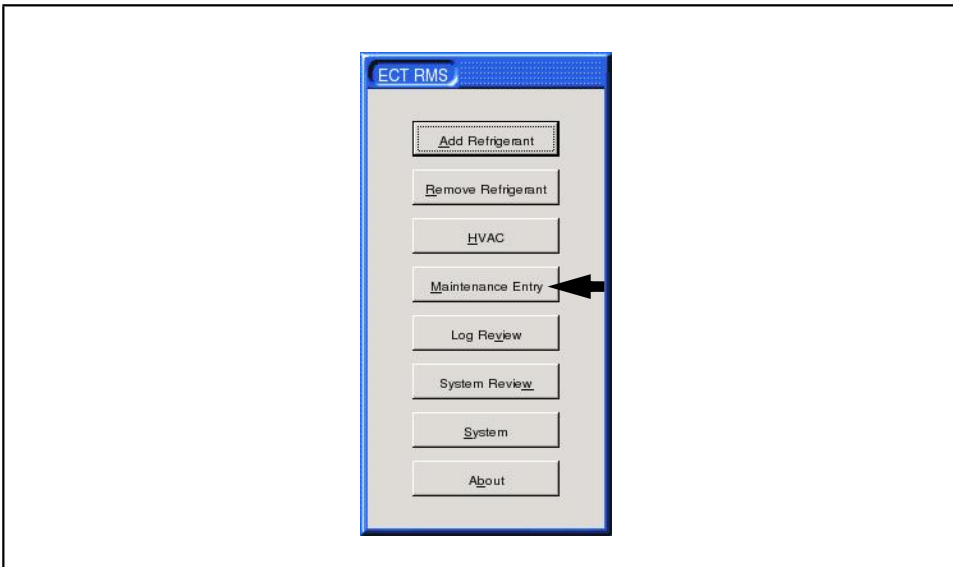 ECT RMS
Add Refrigerant
Remove Refrigerant
HVAC
Maintenance Entry
Log Review
System Review
System
About